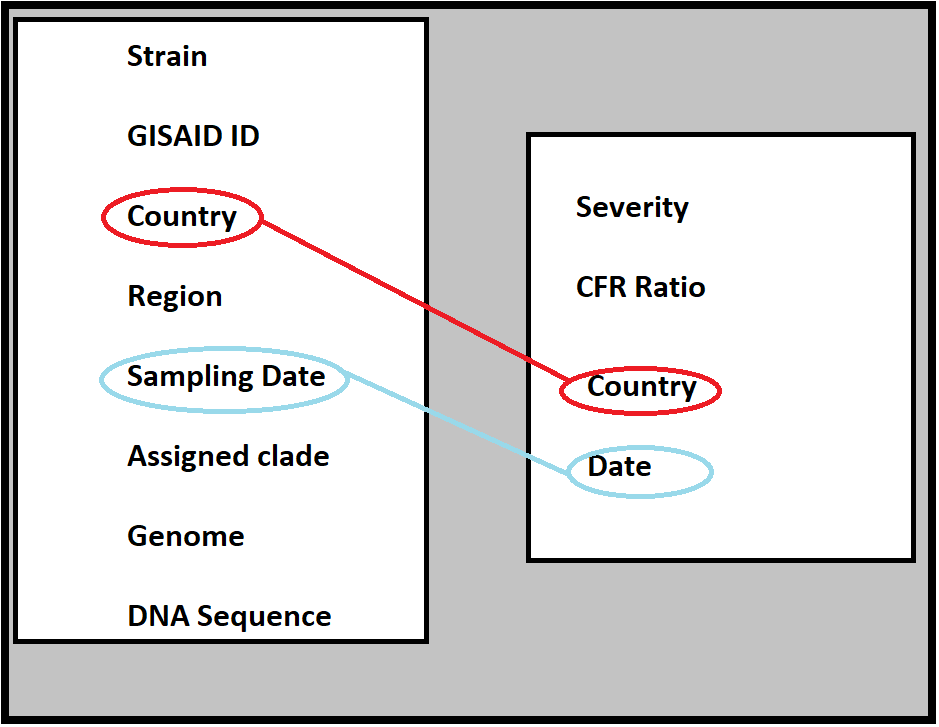 Strain
GISAID ID
Country
Region
Sampling Date
Assigned clade
Genome
DNA Sequence
Severity
CFR Ratio
Country
Date